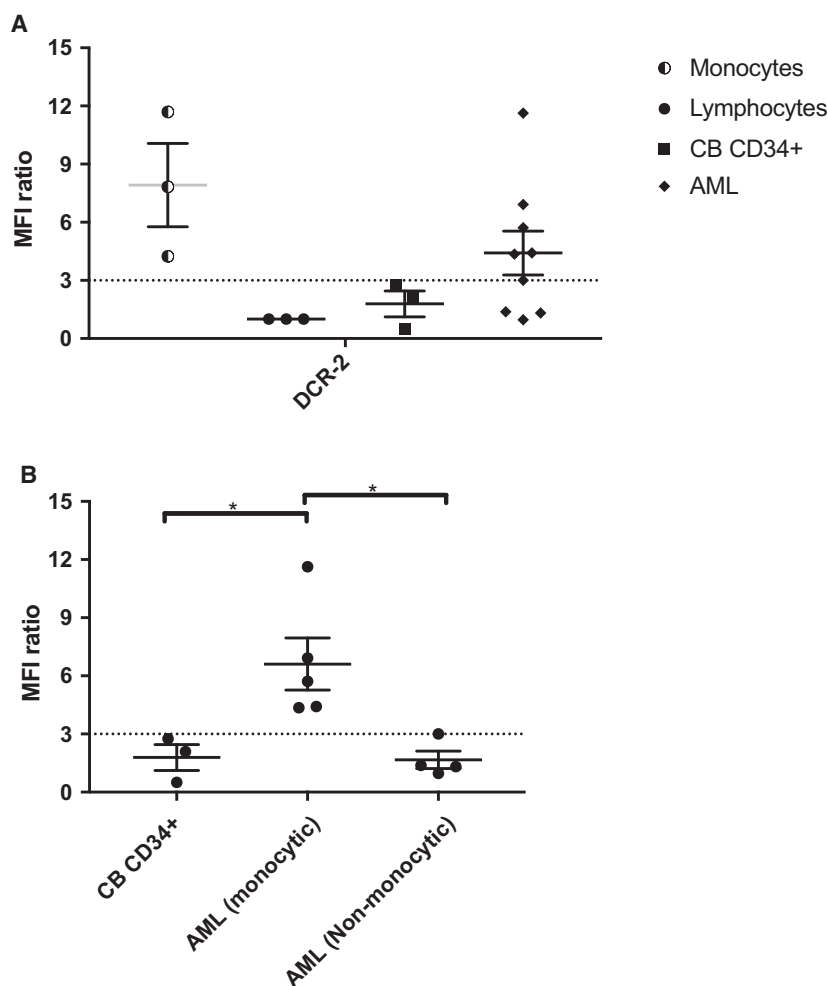 A
15
12
9
6
3
0
MFI ratio
DCR-2
Monocytes
Lymphocytes
CB CD34+
AML
B
15
12
9
6
3
0
MFI ratio
*
*
CB CD34+
AML (monocytic)
AML (Non-monocytic)